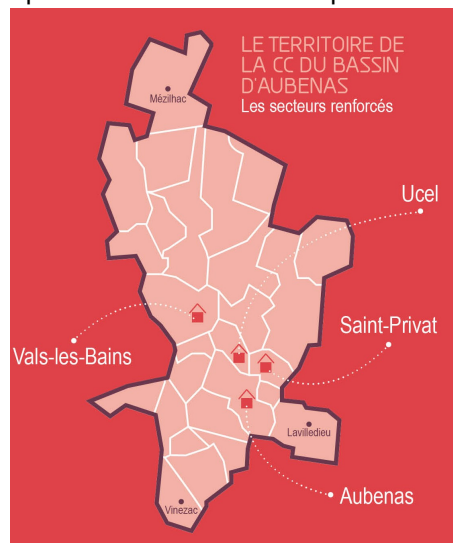 LE TERRITOIRE DE
LA CC DU BASSIN
D'AUBENAS
Les secteurs renforcés
Mézilhac
Ucel
Saint-Privat
Vals-les-Bains
Lavilledieu
Aubenas
Vinezac